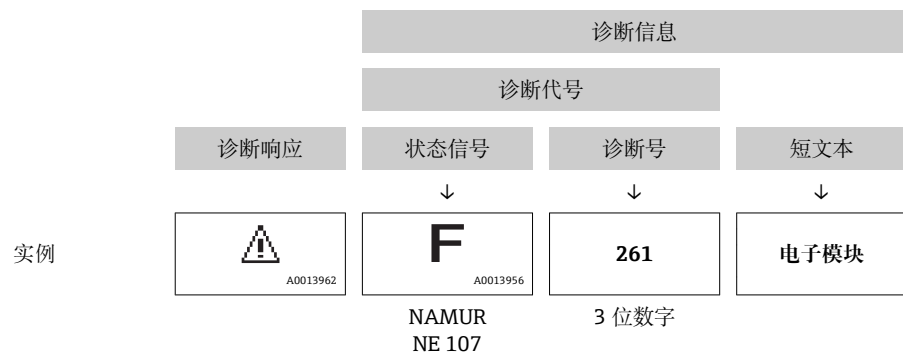 诊断信息
诊断代号
诊断响应 状态信号 诊断号 短文本
↓ ↓ ↓
实例 F 261 电子模块
A0013962 A0013956
NAMUR 3 位数字
NE 107